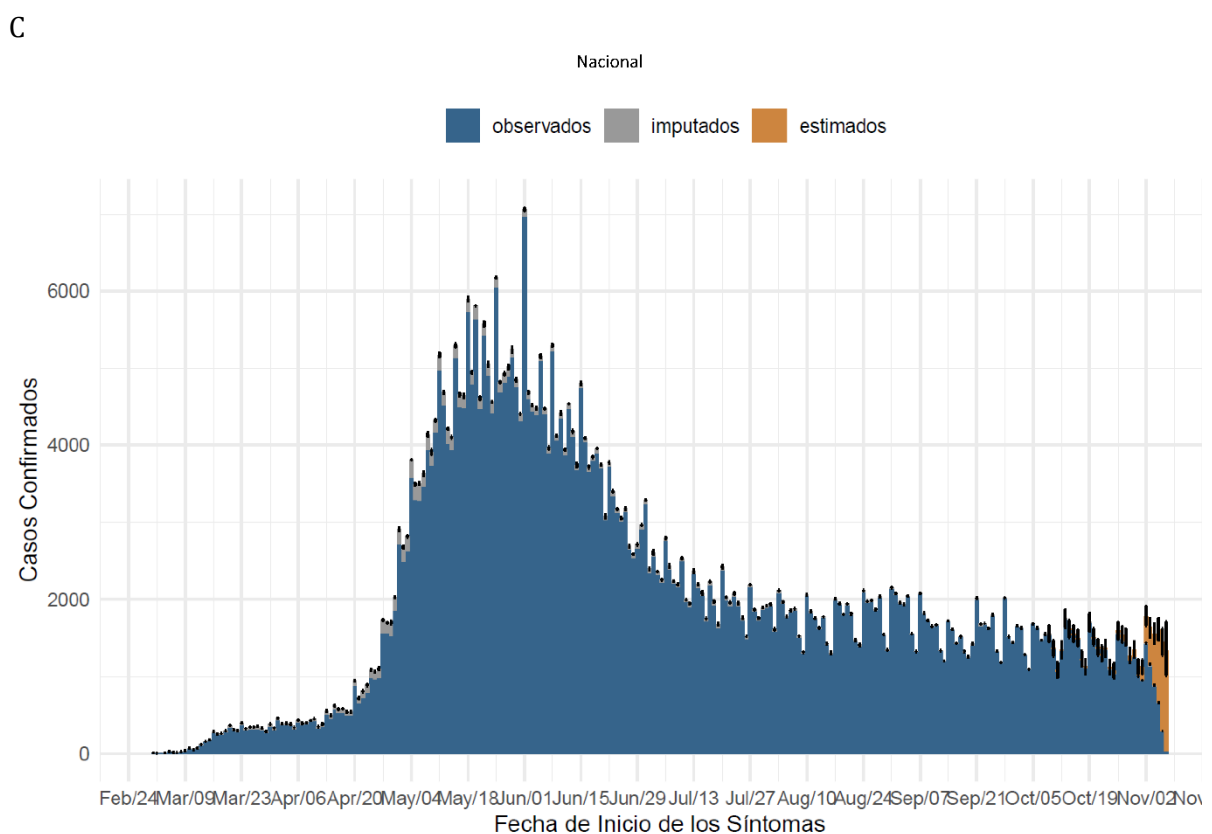 C
Nacional
observados imputados estimados
6000
4000
2000
0
Casos Confirmados
Feb/24 Mar/09 Mar/23 Apr/06 Apr/20 May/04 May/18 Jun/01 Jun/15 Jun/29 Jul/13 Jul/27 Aug/10 Aug/24 Sep/07 Sep/21 Oct/05 Oct/19 Nov/02 Nov
Fecha de Inicio de los Síntomas